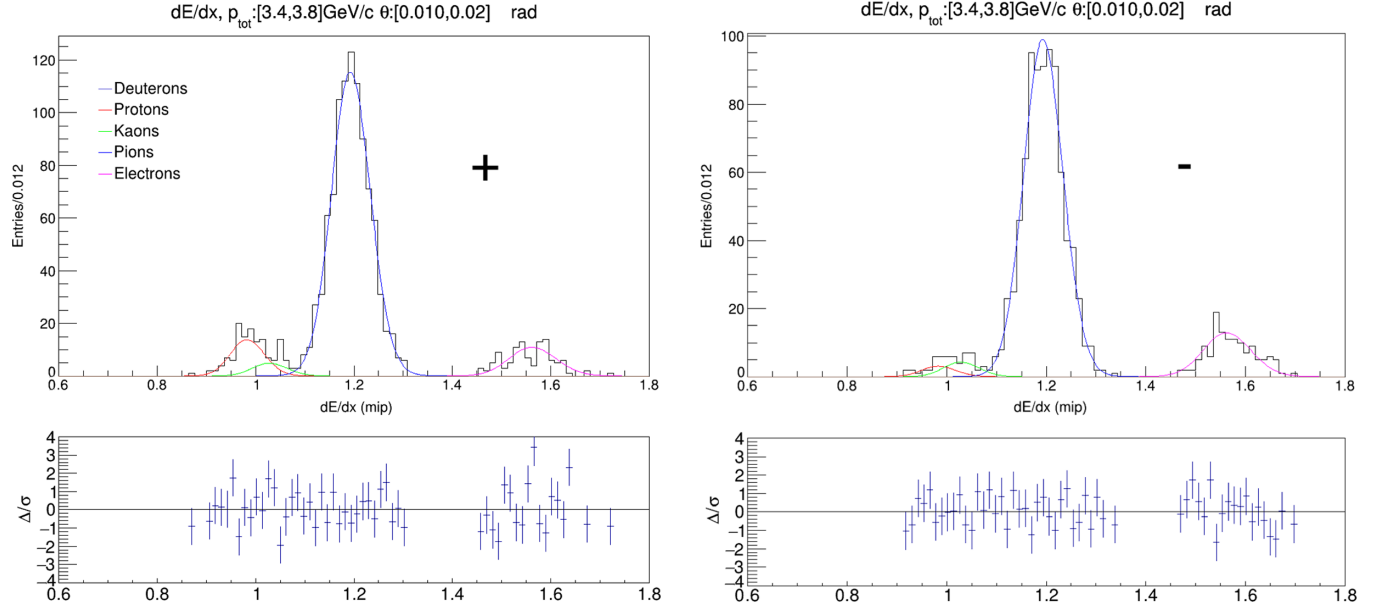 dE/dx, ptot:[3.4,3.8]GeV/c θ:[0.010,0.02] rad
Entries/0.012
120
100
80
60
40
20
0
Deuterons
Protons
Kaons
Pions
Electrons
+
0.6 0.8 1 1.2 1.4 1.6 1.8
dE/dx (mip)
Δ/σ
4
3
2
1
0
−1
−2
−3
−4
0.6 0.8 1 1.2 1.4 1.6 1.8
dE/dx, ptot:[3.4,3.8]GeV/c θ:[0.010,0.02] rad
Entries/0.012
100
80
60
40
20
0
-
0.6 0.8 1 1.2 1.4 1.6 1.8
dE/dx (mip)
Δ/σ
4
3
2
1
0
−1
−2
−3
−4
0.6 0.8 1 1.2 1.4 1.6 1.8